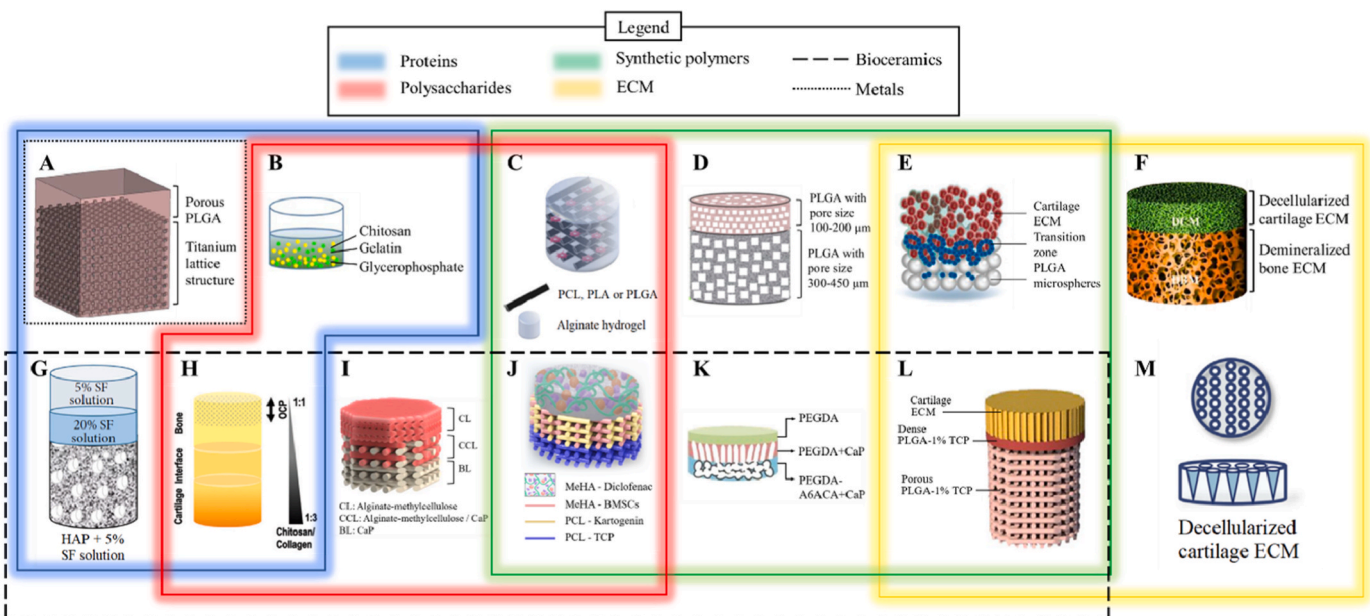 Legend
Proteins
Synthetic polymers
Bioceramics
Polysaccharides
ECM
Metals
A
Porous
PLGA
Titanium
lattice
structure
B
Chitosan
Gelatin
Glycerophosphate
C
PCL, PLA or PLGA
Alginate hydrogel
D
PLGA with
pore size
100-200 μm
PLGA with
pore size
300-450 μm
E
Cartilage
ECM
Transition
zone
PLGA
microspheres
F
DCM
Decellularized
cartilage ECM
Demineralized
bone ECM
G
5% SF
solution
20% SF
solution
HAP + 5%
SF solution
H
Bone
Interface
Cartilage
OCP
1:1
1:3
Chitosan/
Collagen
I
CL
CCL
BL
CL: Alginate-methylcellulose
CCL: Alginate-methylcellulose / CaP
BL: CaP
J
MeHA - Diclofenac
MeHA - BMSCs
PCL - Kartogenin
PCL - TCP
K
PEGDA
PEGDA+CaP
PEGDA-
A6ACA+CaP
L
Cartilage
ECM
Dense
PLGA-1% TCP
Porous
PLGA-1% TCP
M
Decellularized
cartilage ECM